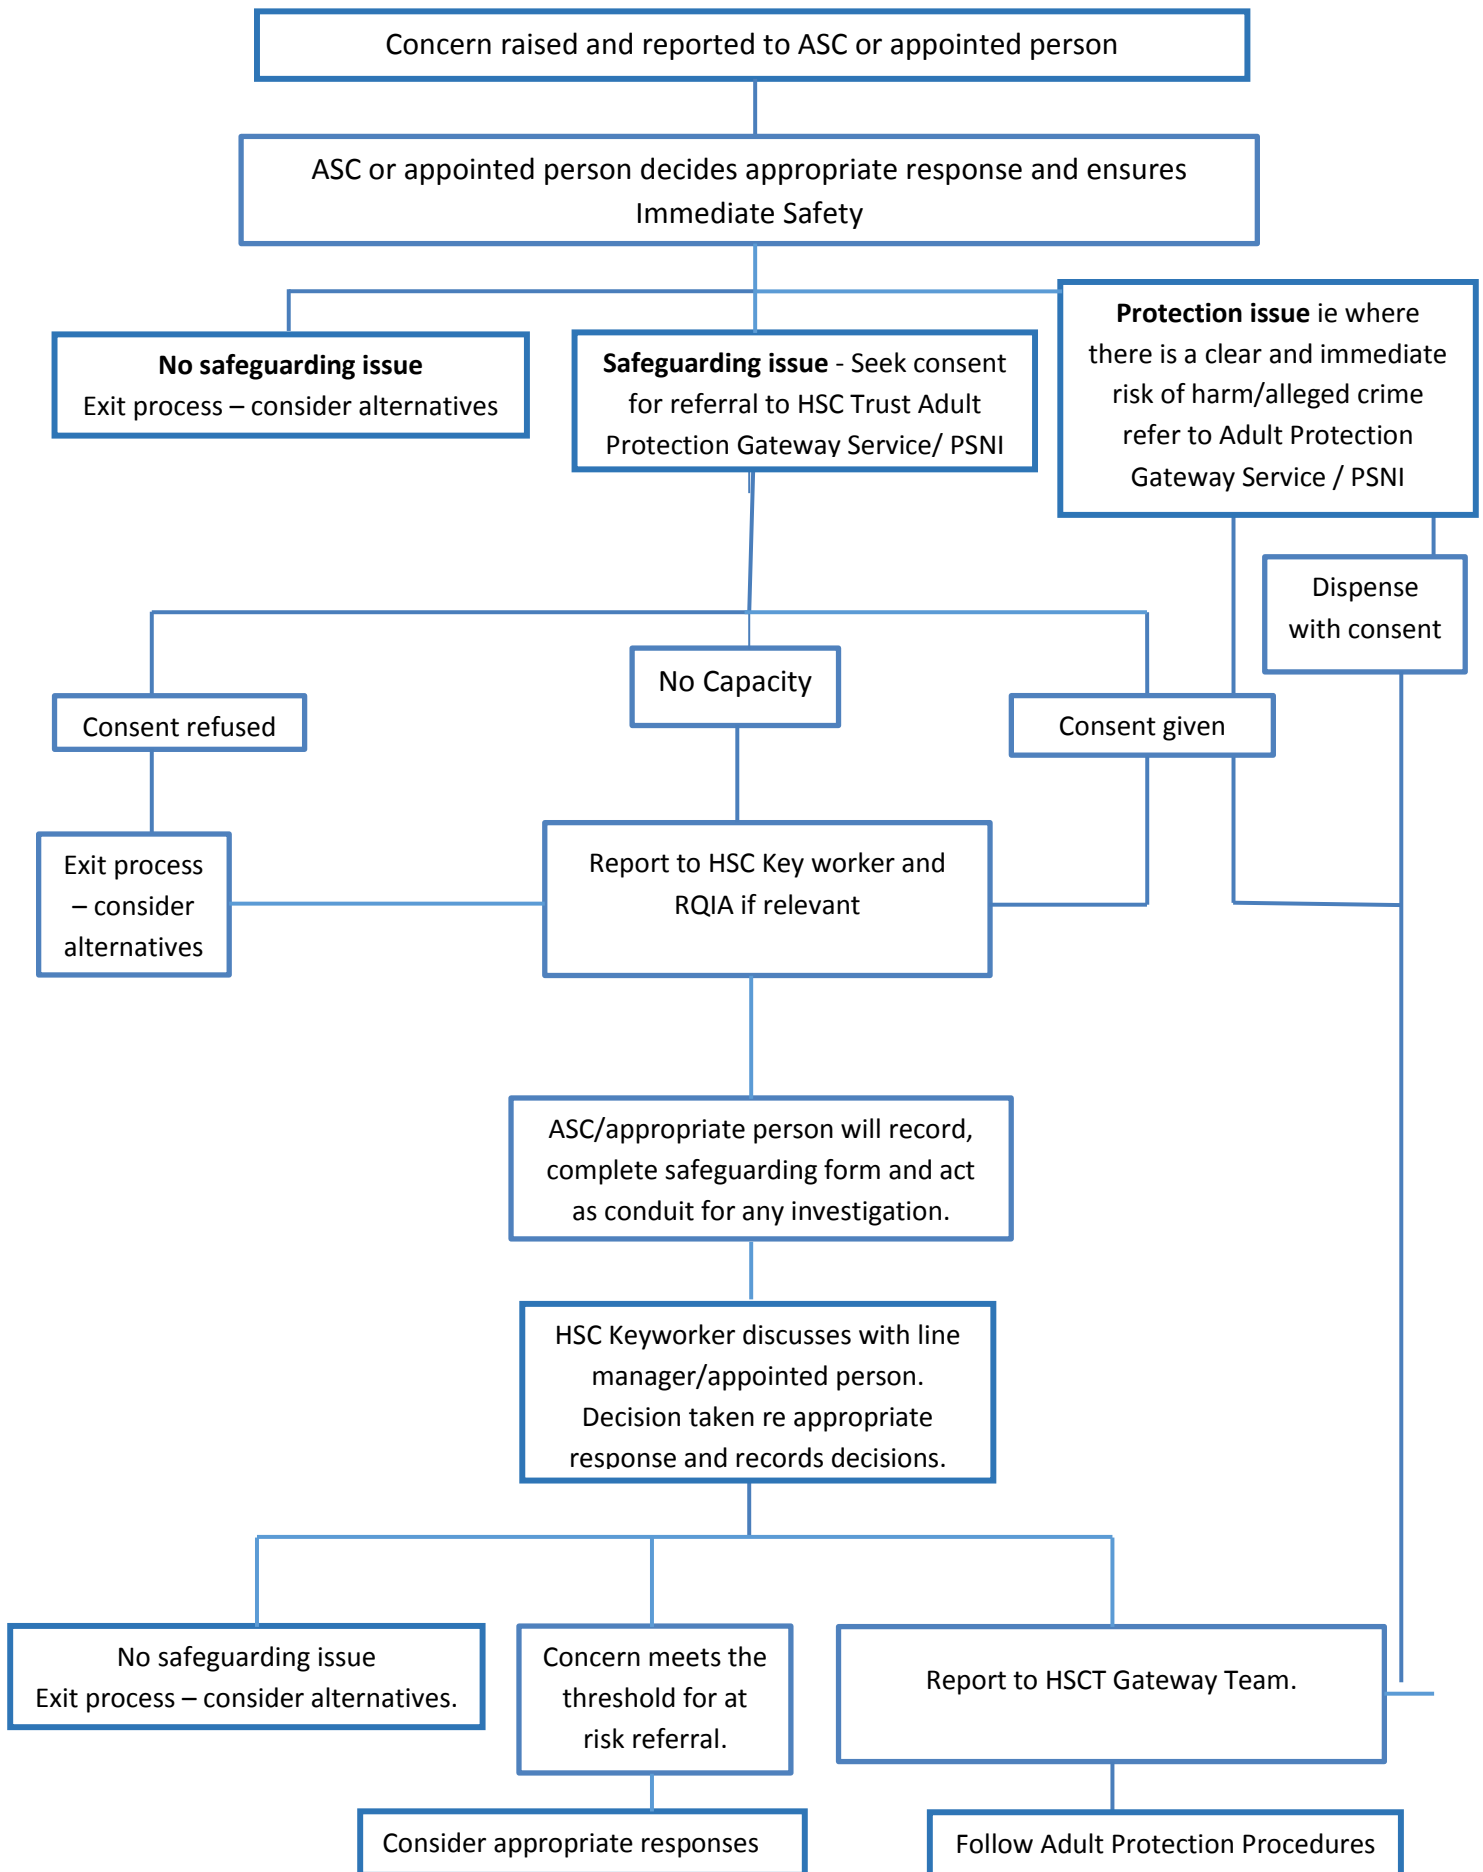 Concern raised and reported to ASC or appointed person
ASC or appointed person decides appropriate response and ensures
Immediate Safety
No safeguarding issue
Exit process – consider alternatives
Safeguarding issue - Seek consent
for referral to HSC Trust Adult
Protection Gateway Service/ PSNI
Protection issue ie where
there is a clear and immediate
risk of harm/alleged crime
refer to Adult Protection
Gateway Service / PSNI
Dispense
with consent
Consent refused
No Capacity
Consent given
Exit process
– consider
alternatives
Report to HSC Key worker and
RQIA if relevant
ASC/appropriate person will record,
complete safeguarding form and act
as conduit for any investigation.
HSC Keyworker discusses with line
manager/appointed person.
Decision taken re appropriate
response and records decisions.
No safeguarding issue
Exit process – consider alternatives.
Concern meets the
threshold for at
risk referral.
Report to HSCT Gateway Team.
Consider appropriate responses
Follow Adult Protection Procedures